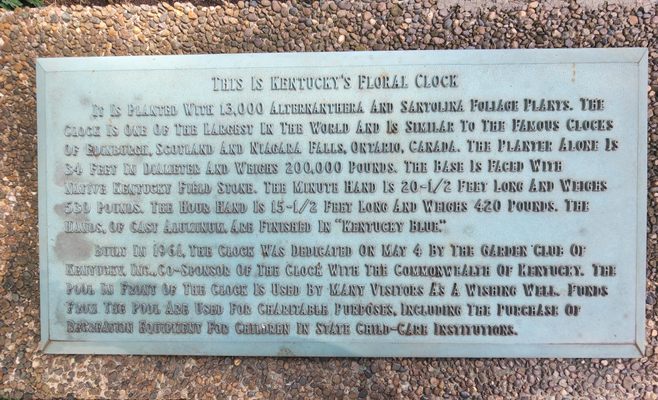 This Is Kentucky's Floral Clock
It Is Planted With 13,000 Alternanthera And Santolina Foliage Plants. The
Clock Is One Of The Largest In The World And Is Similar To The Famous Clocks
Of Edinburgh, Scotland And Niagara Falls, Ontario, Canada. The Planter Alone Is
34 Feet In Diameter And Weighs 200,000 Pounds. The Base Is Faced With
Native Kentucky Field Stone. The Minute Hand Is 20-1/2 Feet Long And Weighs
530 Pounds. The Hour Hand Is 15-1/2 Feet Long And Weighs 420 Pounds. The
Hands, Of Cast Aluminum, Are Finished In "Kentucky Blue."
Built In 1961, The Clock Was Dedicated On May 4 By The Garden Club Of
Kentucky, Inc., Co-Sponsor Of The Clock With The Commonwealth Of Kentucky. The
Pool In Front Of The Clock Is Used By Many Visitors As A Wishing Well. Funds
From The Pool Are Used For Charitable Purposes, Including The Purchase Of
Recreation Equipment For Children In State Child-Care Institutions.